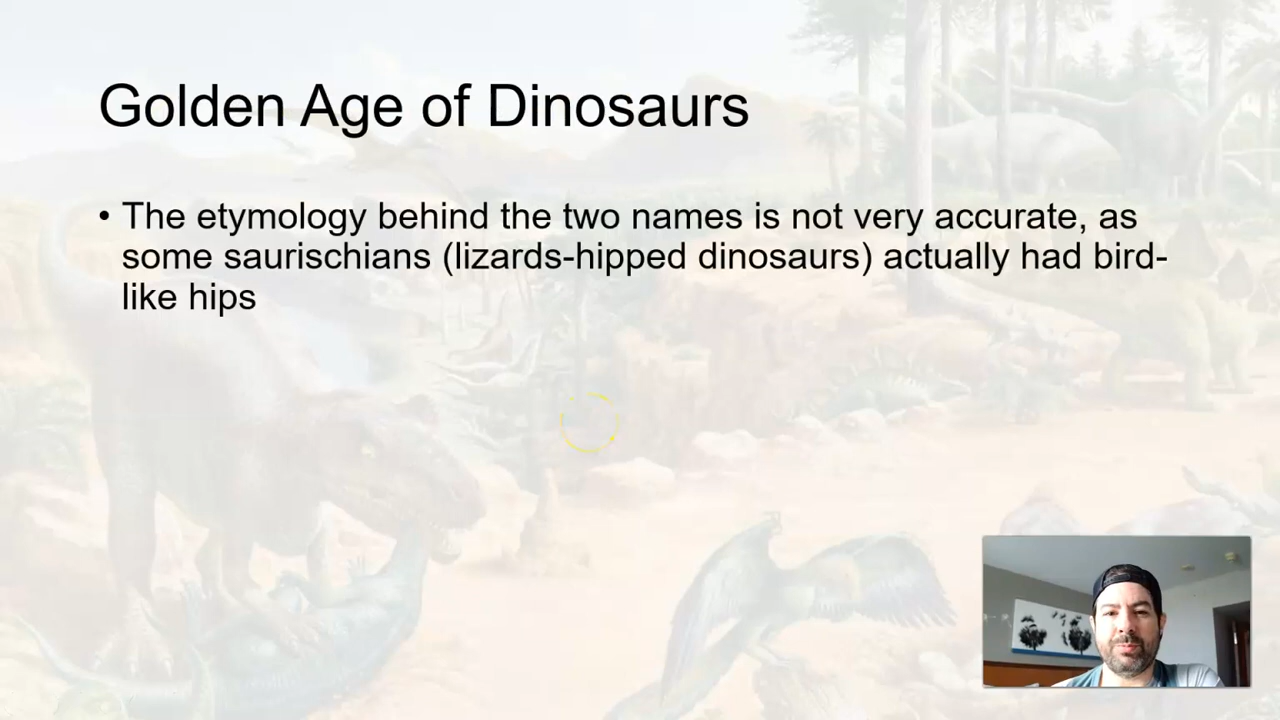 Golden Age of Dinosaurs
• The etymology behind the two names is not very accurate, as
some saurischians (lizards-hipped dinosaurs) actually had bird-
like hips